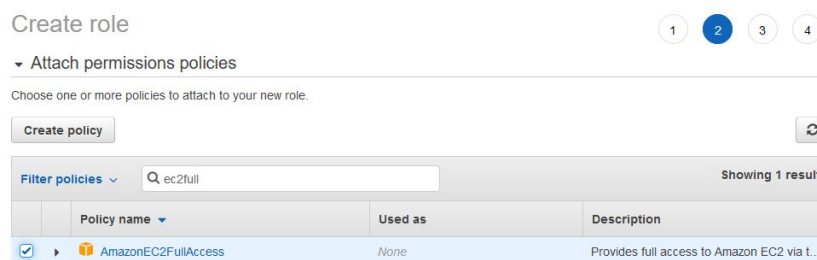 Create role
1 2 3 4
Attach permissions policies
Choose one or more policies to attach to your new role.
Create policy
Filter policies ec2full Showing 1 result
Policy name Used as Description
AmazonEC2FullAccess None Provides full access to Amazon EC2 via t...